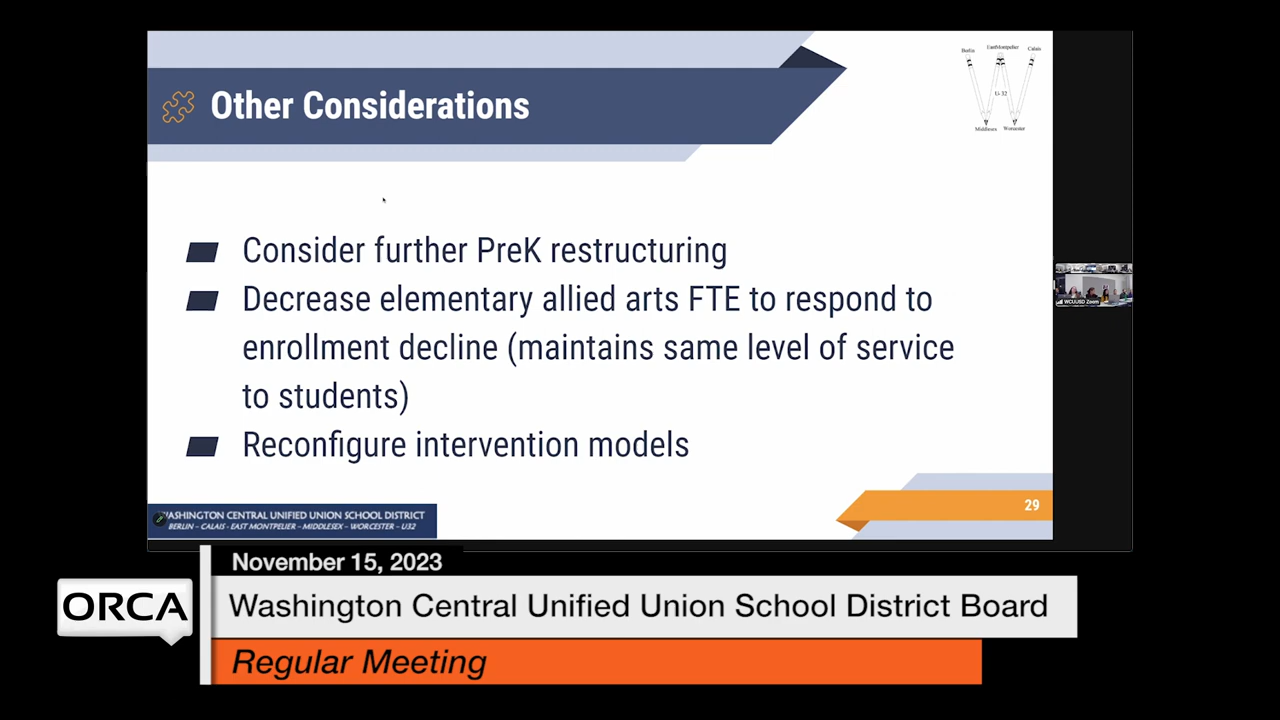 Other Considerations
Berlin
EastMontpelier
Calais
U-32
Middlesex
Worcester
Consider further PreK restructuring
Decrease elementary allied arts FTE to respond to
enrollment decline (maintains same level of service
to students)
Reconfigure intervention models
WCUUSD Zoom
29
WASHINGTON CENTRAL UNIFIED UNION SCHOOL DISTRICT
BERLIN ~ CALAIS ~ EAST MONTPELIER ~ MIDDLESEX ~ WORCESTER ~ U32
November 15, 2023
ORCA
Washington Central Unified Union School District Board
Regular Meeting